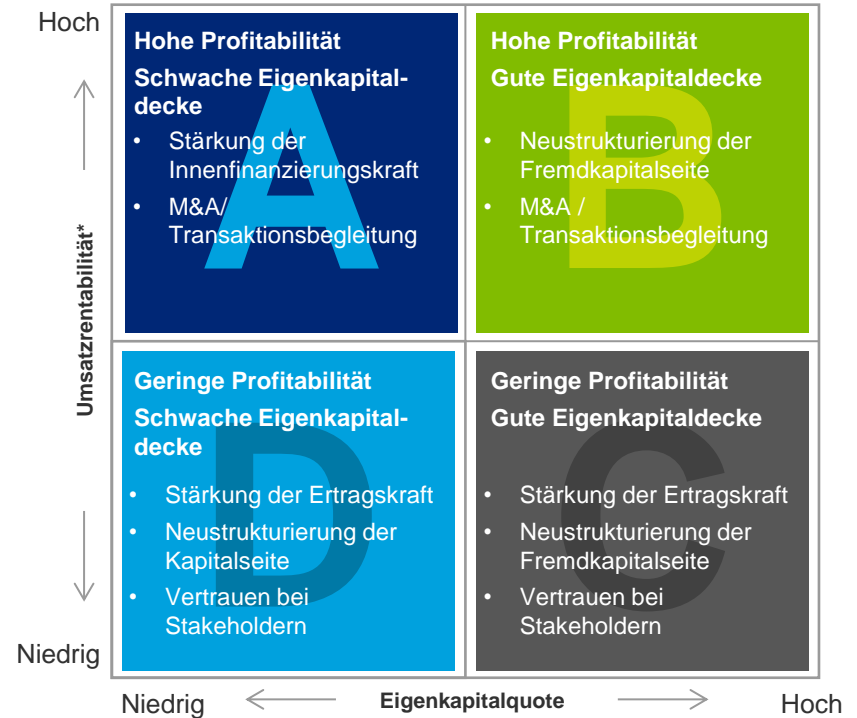 Hoch
Umsatzrentabilität*
Niedrig
Hohe Profitabilität
Schwache Eigenkapital-
decke
• Stärkung der
Innenfinanzierungskraft
• M&A/
Transaktionsbegleitung
A
Hohe Profitabilität
Gute Eigenkapitaldecke
• Neustrukturierung der
Fremdkapitalseite
• M&A /
Transaktionsbegleitung
B
Geringe Profitabilität
Schwache Eigenkapital-
decke
• Stärkung der Ertragskraft
• Neustrukturierung der
Kapitalseite
• Vertrauen bei
Stakeholdern
D
Geringe Profitabilität
Gute Eigenkapitaldecke
• Stärkung der Ertragskraft
• Neustrukturierung der
Fremdkapitalseite
• Vertrauen bei
Stakeholdern
C
Niedrig
Eigenkapitalquote
Hoch